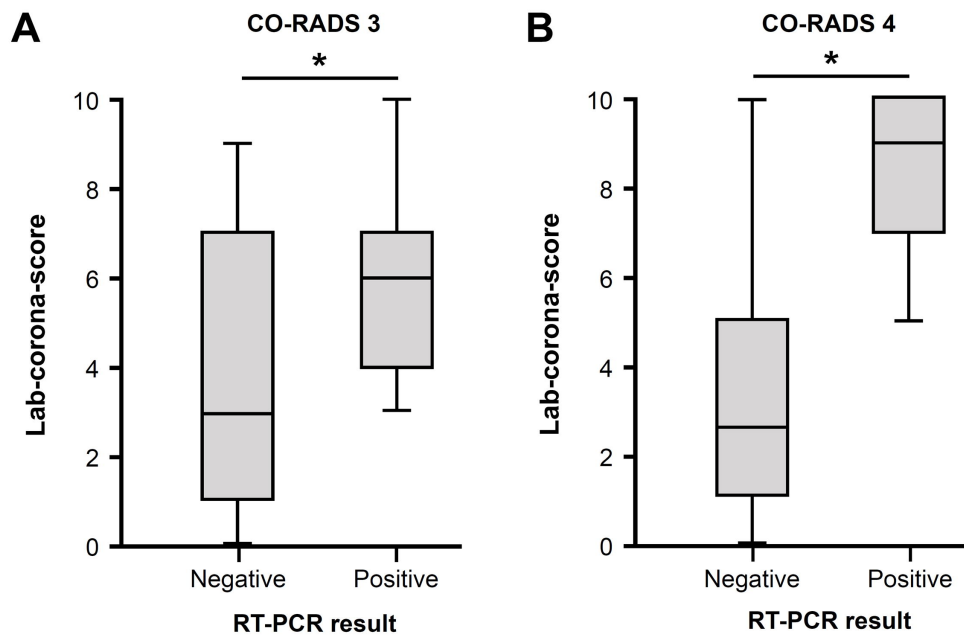 A
CO-RADS 3
*
10
8
6
4
2
0
Lab-corona-score
Negative Positive
RT-PCR result
B
CO-RADS 4
*
10
8
6
4
2
0
Lab-corona-score
Negative Positive
RT-PCR result